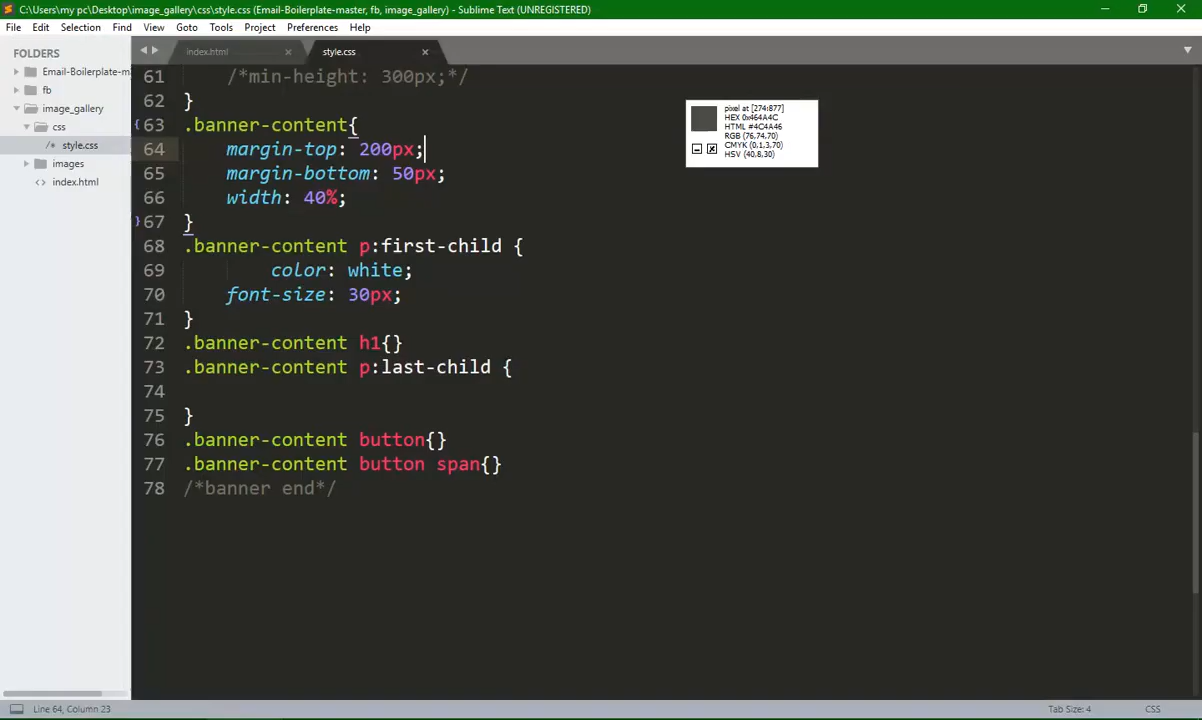 C:\Users\my pc\Desktop\image_gallery\css\style.css (Email-Boilerplate-master, fb, image_gallery) - Sublime Text (UNREGISTERED)
File Edit Selection Find View Goto Tools Project Preferences Help
FOLDERS
Email-Boilerplate-ma
fb
image_gallery
css
/* style.css
images
<> index.html
index.html
style.css
61 /*min-height: 300px;*/
62 }
63 .banner-content{
64 margin-top: 200px;
65 margin-bottom: 50px;
66 width: 40%;
67 }
68 .banner-content p:first-child {
69 color: white;
70 font-size: 30px;
71 }
72 .banner-content h1{}
73 .banner-content p:last-child {
74
75 }
76 .banner-content button{}
77 .banner-content button span{}
78 /*banner end*/
pixel at [274:877]
HEX 0x464A4C
HTML #4C4A46
RGB (76,74,70)
CMYK (0,1,3,70)
HSV (40,8,30)
Line 64, Column 23
Tab Size: 4
CSS